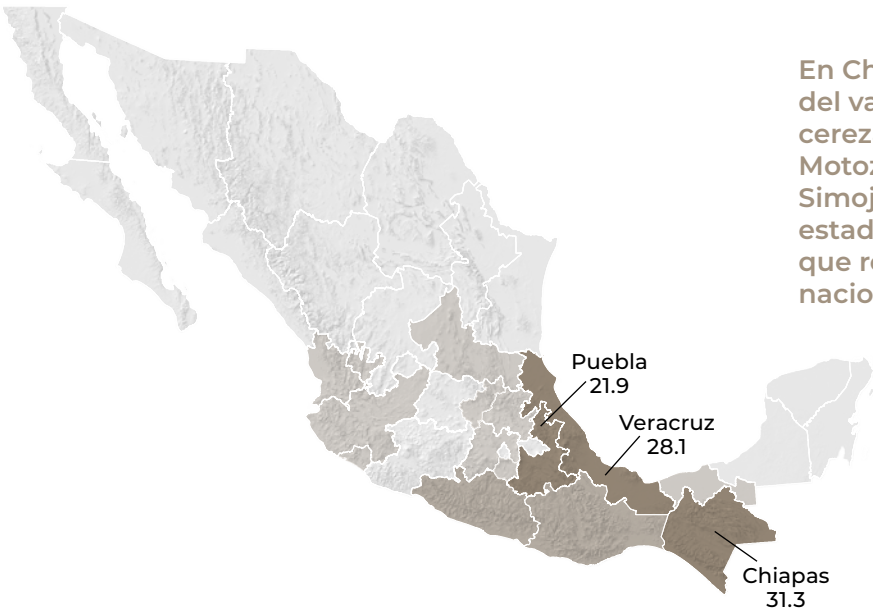 En Ch
del va
cerez
Motoz
Simoj
estad
que r
nacio
Puebla
21.9
Veracruz
28.1
Chiapas
31.3